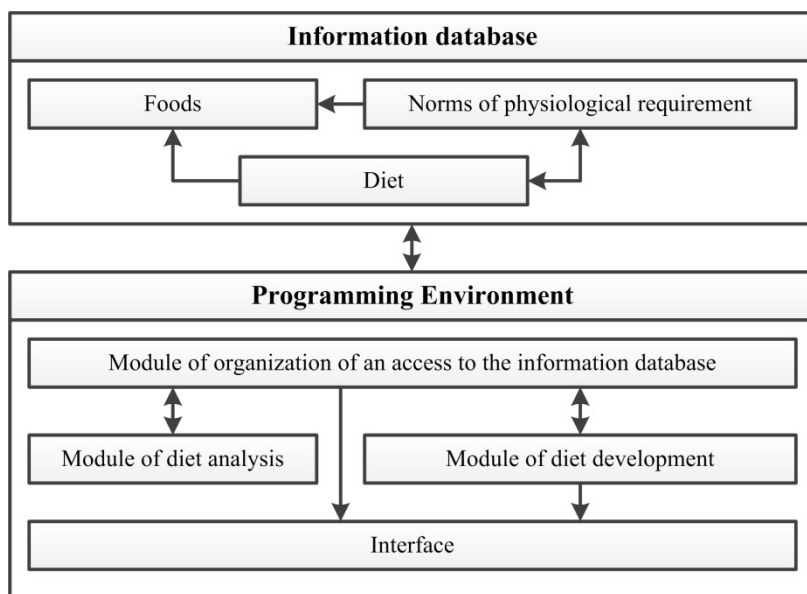 Information database
Foods
Norms of physiological requirement
Diet
Programming Environment
Module of organization of an access to the information database
Module of diet analysis
Module of diet development
Interface